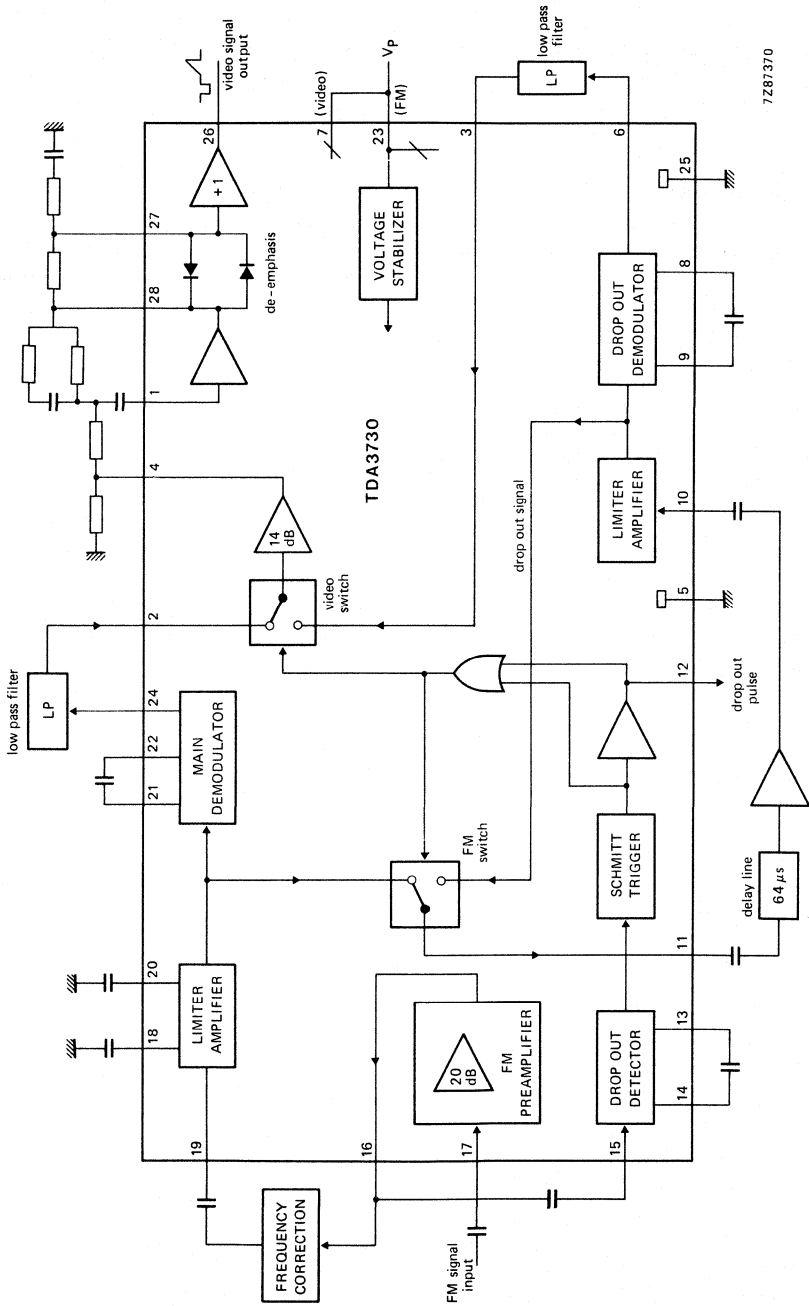 low pass filter
LP
FREQUENCY
CORRECTION
FM signal
input
19
16
17
15
18
20
21
22
24
2
4
1
28
27
26
video signal
output
LIMITER
AMPLIFIER
MAIN
DEMODULATOR
de-emphasis
+1
14
dB
video
switch
7
(video)
23
(FM)
VP
VOLTAGE
STABILIZER
TDA3730
FM
switch
20
dB
FM
PREAMPLIFIER
3
low pass
filter
LP
6
drop out signal
DROP OUT
DETECTOR
SCHMITT
TRIGGER
LIMITER
AMPLIFIER
DROP OUT
DEMODULATOR
14
13
11
12
5
10
9
8
25
drop out
pulse
delay line
64 μs
7Z87370